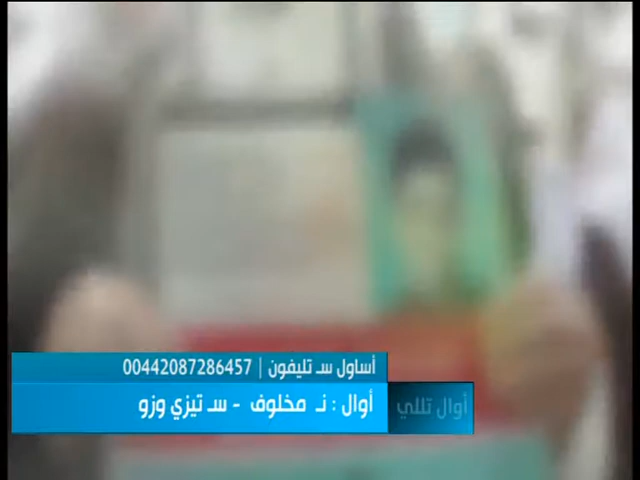 أساول سـ تليفون | 00442087286457
أوال : نـ مخلوف - سـ تيزي وزو
أوال تللي